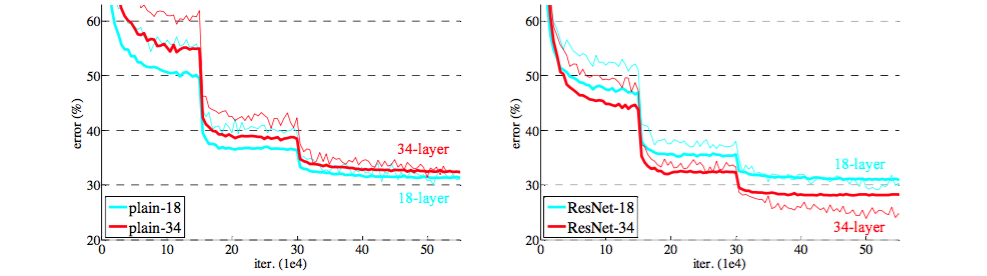 60
50
40
30
20
error (%)
34-layer
18-layer
plain-18
plain-34
0 10 20 30 40 50
iter. (1e4)
60
50
40
30
20
error (%)
18-layer
34-layer
ResNet-18
ResNet-34
0 10 20 30 40 50
iter. (1e4)